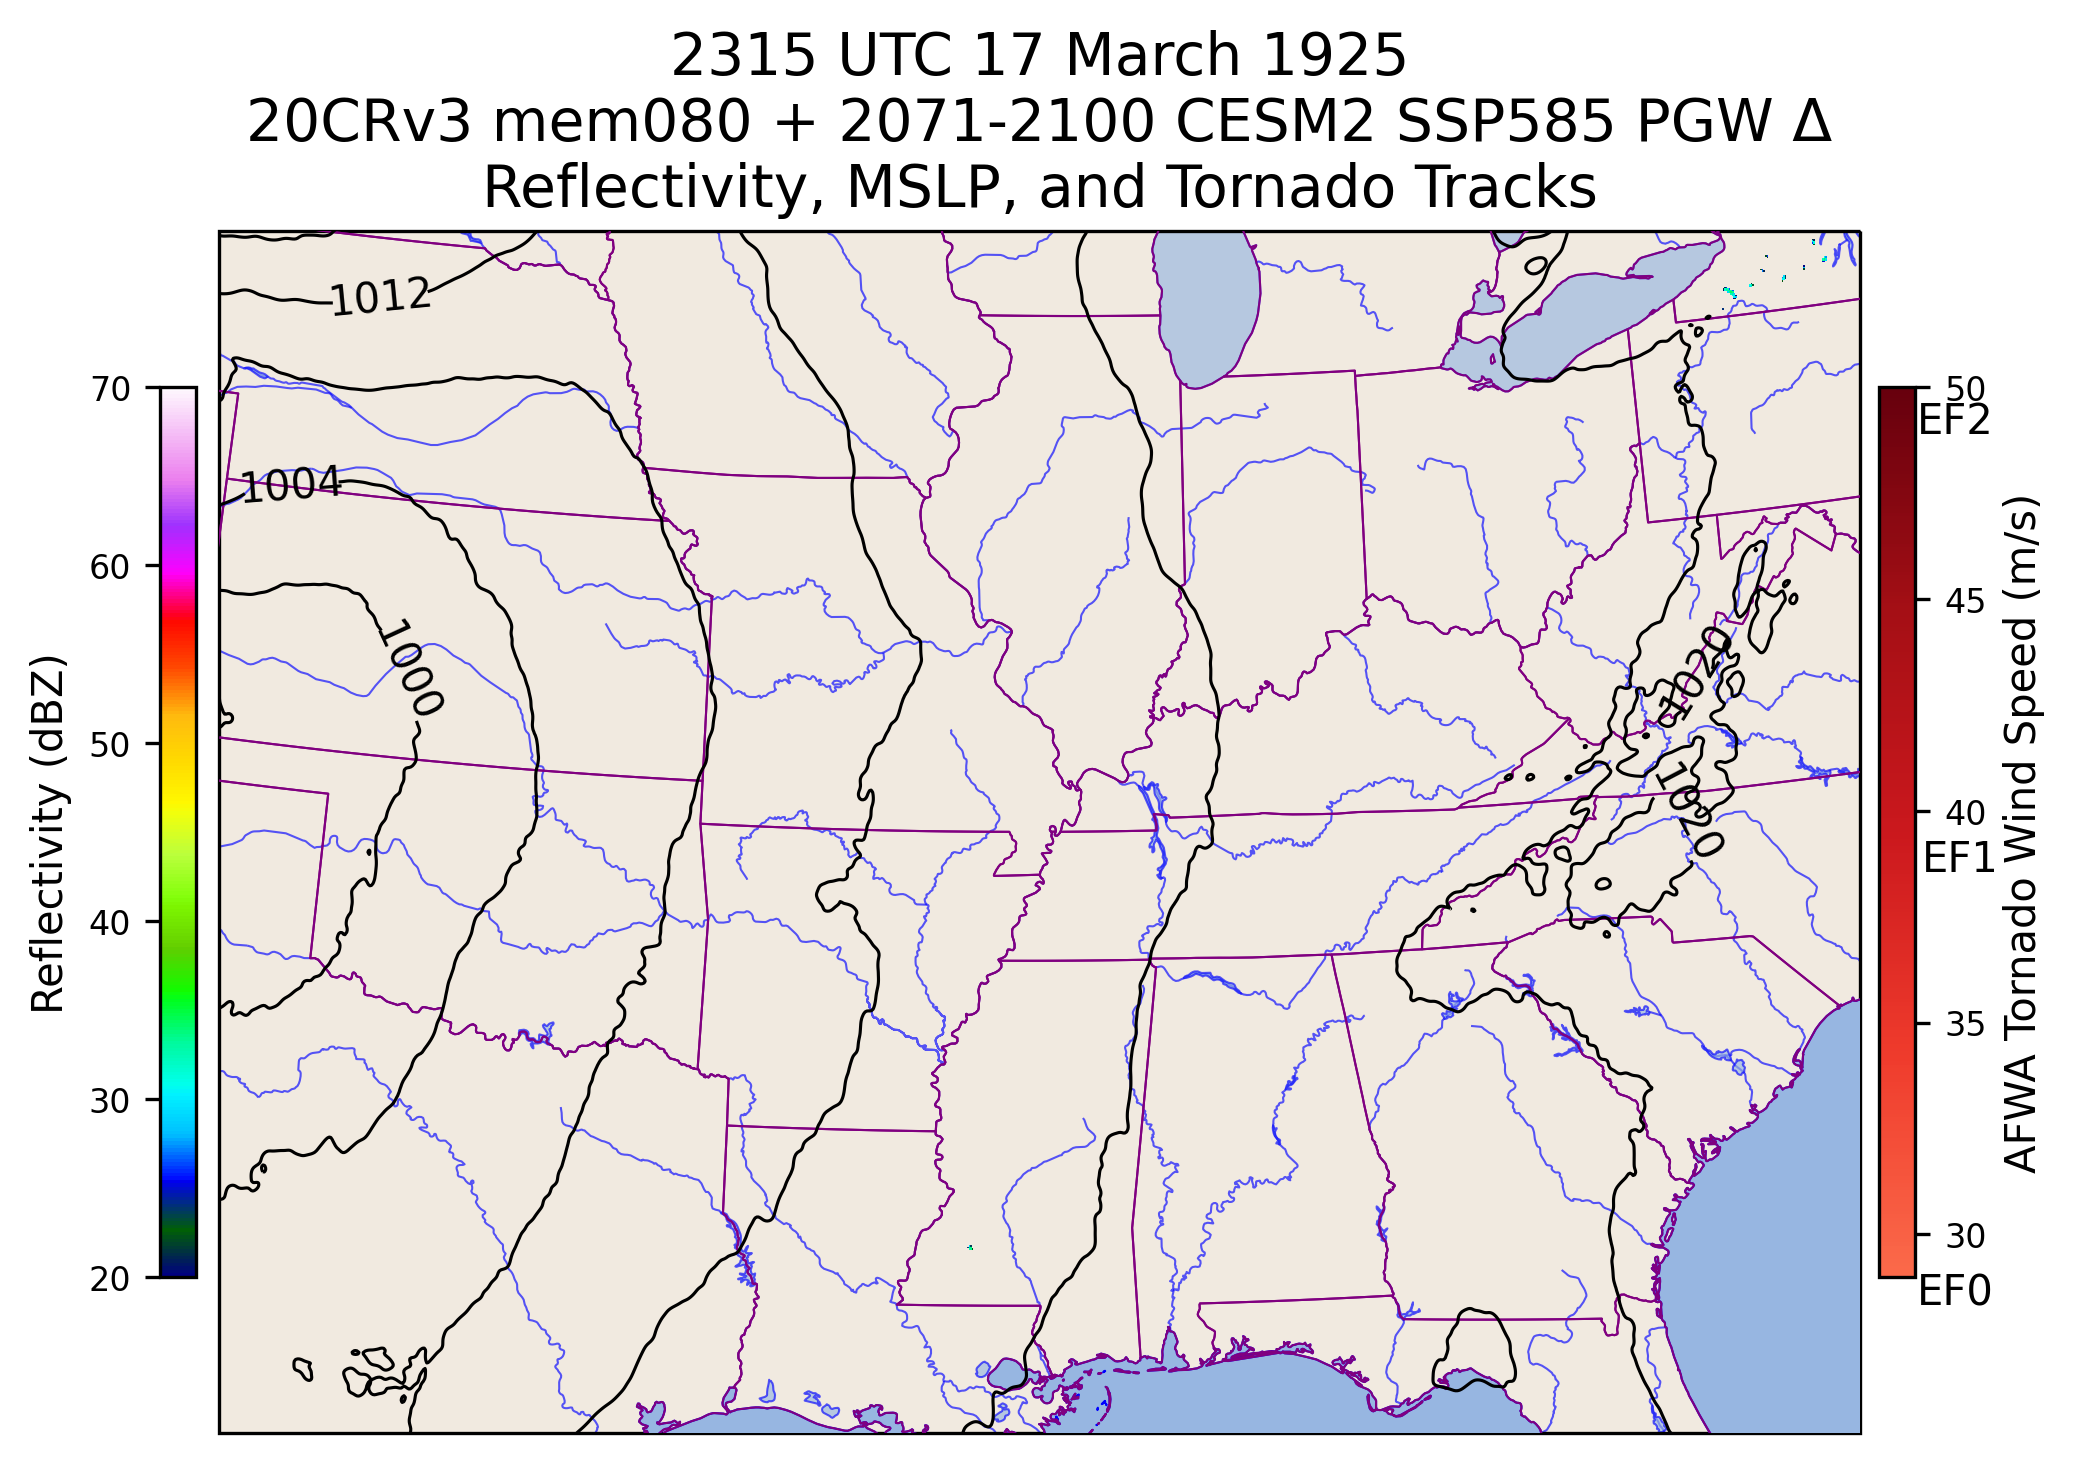 2315 UTC 17 March 1925
20CRv3 mem080 + 2071-2100 CESM2 SSP585 PGW Δ
Reflectivity, MSLP, and Tornado Tracks
1012
1004
1000
1020
1020
70
60
50
40
30
20
Reflectivity (dBZ)
50
EF2
45
40
EF1
35
30
EF0
AFWA Tornado Wind Speed (m/s)